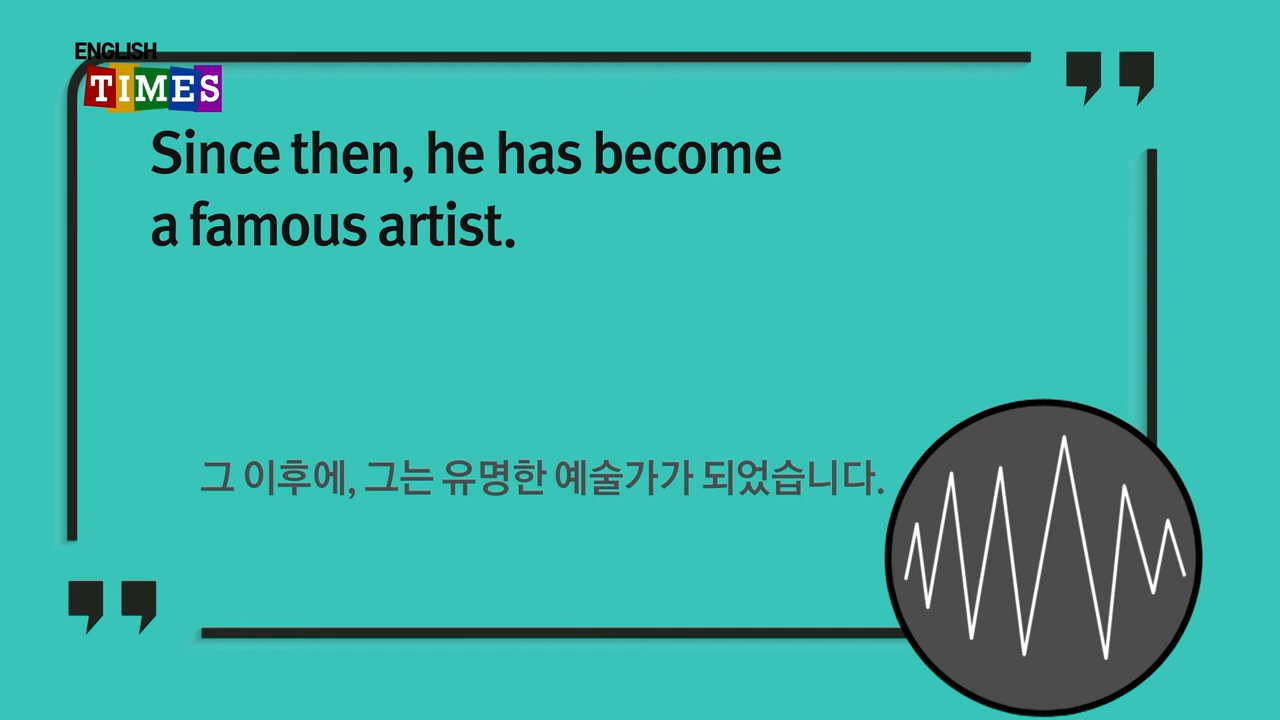 ENGLISH
TIMES
Since then, he has become
a famous artist.
그 이후에, 그는 유명한 예술가가 되었습니다.